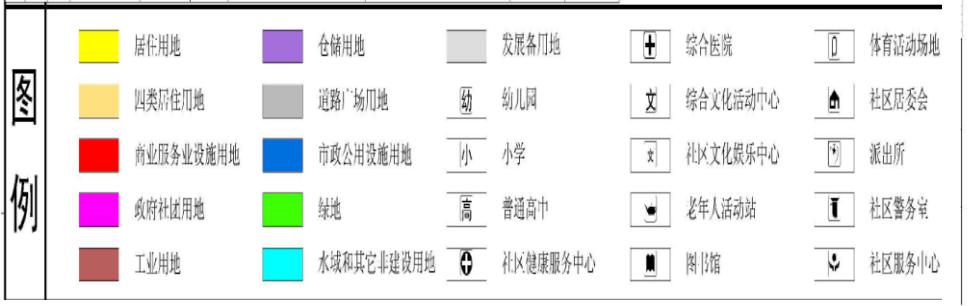 图例
居住用地
仓储用地
发展备用地
综合医院
体育活动场地
四类居住用地
道路广场用地
幼 幼儿园
文 综合文化活动中心
社区居委会
商业服务业设施用地
市政公用设施用地
小 小学
文 社区文化娱乐中心
派出所
政府社团用地
绿地
高 普通高中
老年人活动站
社区警务室
工业用地
水域和其它非建设用地
社区健康服务中心
图书馆
社区服务中心